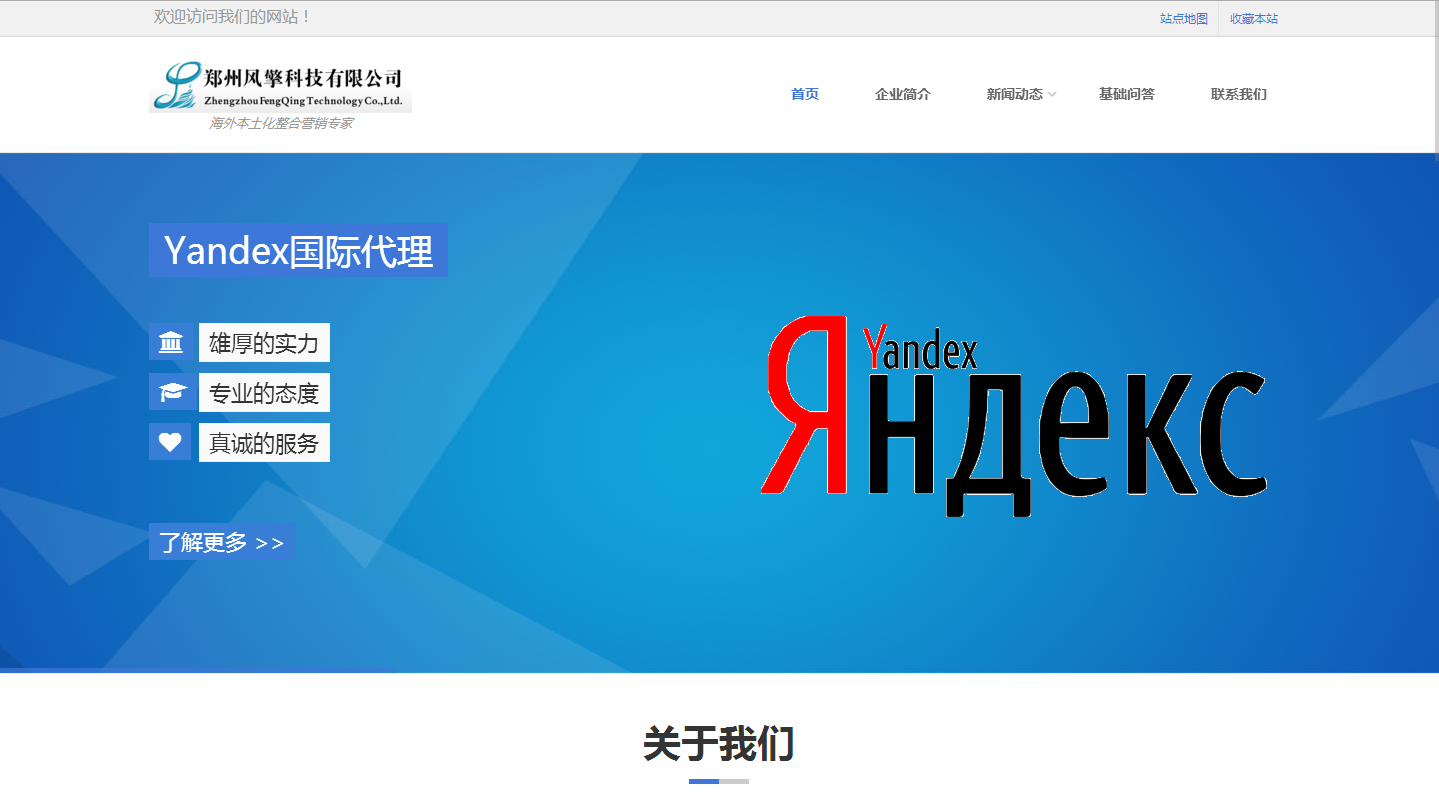 欢迎访问我们的网站！
站点地图 收藏本站
郑州风擎科技有限公司
Zhengzhou FengQing Technology Co.,Ltd.
海外本土化整合营销专家
首页 企业简介 新闻动态 基础问答 联系我们
Yandex国际代理
雄厚的实力
专业的态度
真诚的服务
了解更多 >>
Yandex
Яндекс
关于我们